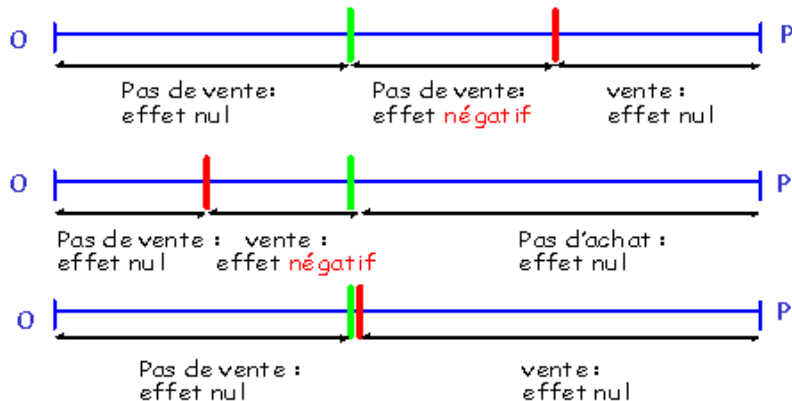 O P
Pas de vente: Pas de vente: vente :
effet nul effet négatif effet nul
O P
Pas de vente : vente : Pas d'achat :
effet nul effet négatif effet nul
O P
Pas de vente : vente :
effet nul effet nul